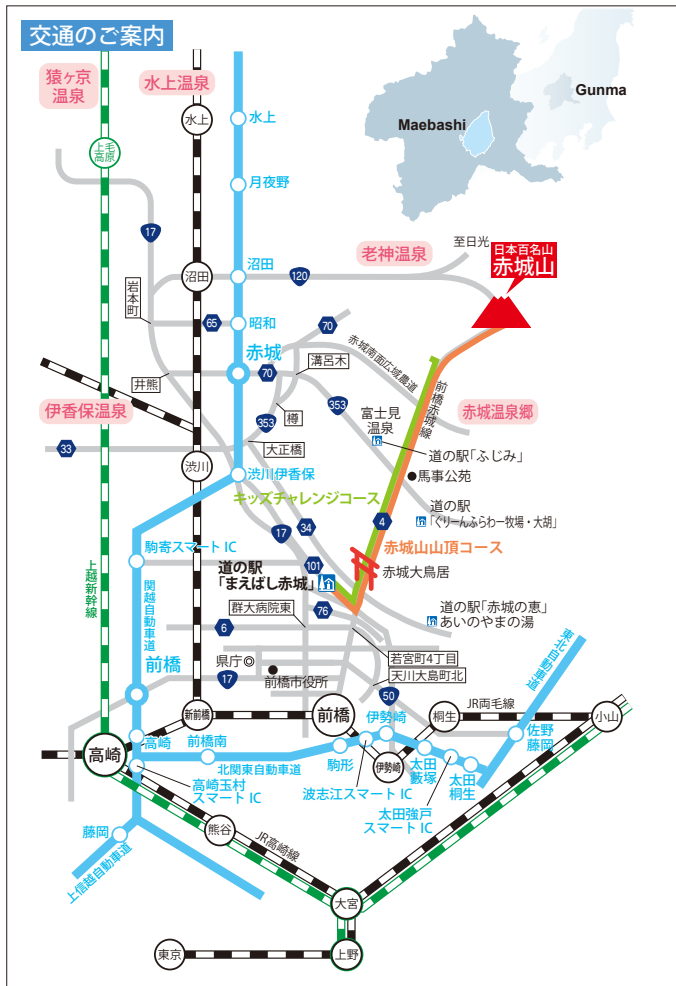 交通のご案内
猿ヶ京
温泉
水上温泉
Gunma
Maebashi
水上
水上
上毛
高原
月夜野
17
老神温泉
至日光
日本百名山
赤城山
沼田
沼田
120
岩本町
65
昭和
70
赤城
溝呂木
赤城南面広域農道
井熊
70
前橋赤城線
353
樽
伊香保温泉
353
富士見
温泉
赤城温泉郷
大正橋
33
道の駅「ふじみ」
渋川
渋川伊香保
馬事公苑
キッズチャレンジコース
道の駅
「ぐりーんふらわー牧場・大胡」
17
34
4
赤城山山頂コース
駒寄スマート IC
101
道の駅
「まえばし赤城」
赤城大鳥居
上越新幹線
関越自動車道
群大病院東
76
道の駅「赤城の恵」
あいのやまの湯
6
若宮町4丁目
県庁
東北自動車道
前橋
17
前橋市役所
天川大島町北
50
JR両毛線
新前橋
前橋
伊勢崎
桐生
小山
高崎
高崎
前橋南
佐野
藤岡
北関東自動車道
駒形
伊勢崎
太田
藪塚
太田
桐生
高崎玉村
スマート IC
波志江スマート IC
太田強戸
スマート IC
藤岡
熊谷
JR高崎線
上信越自動車道
大宮
東京
上野